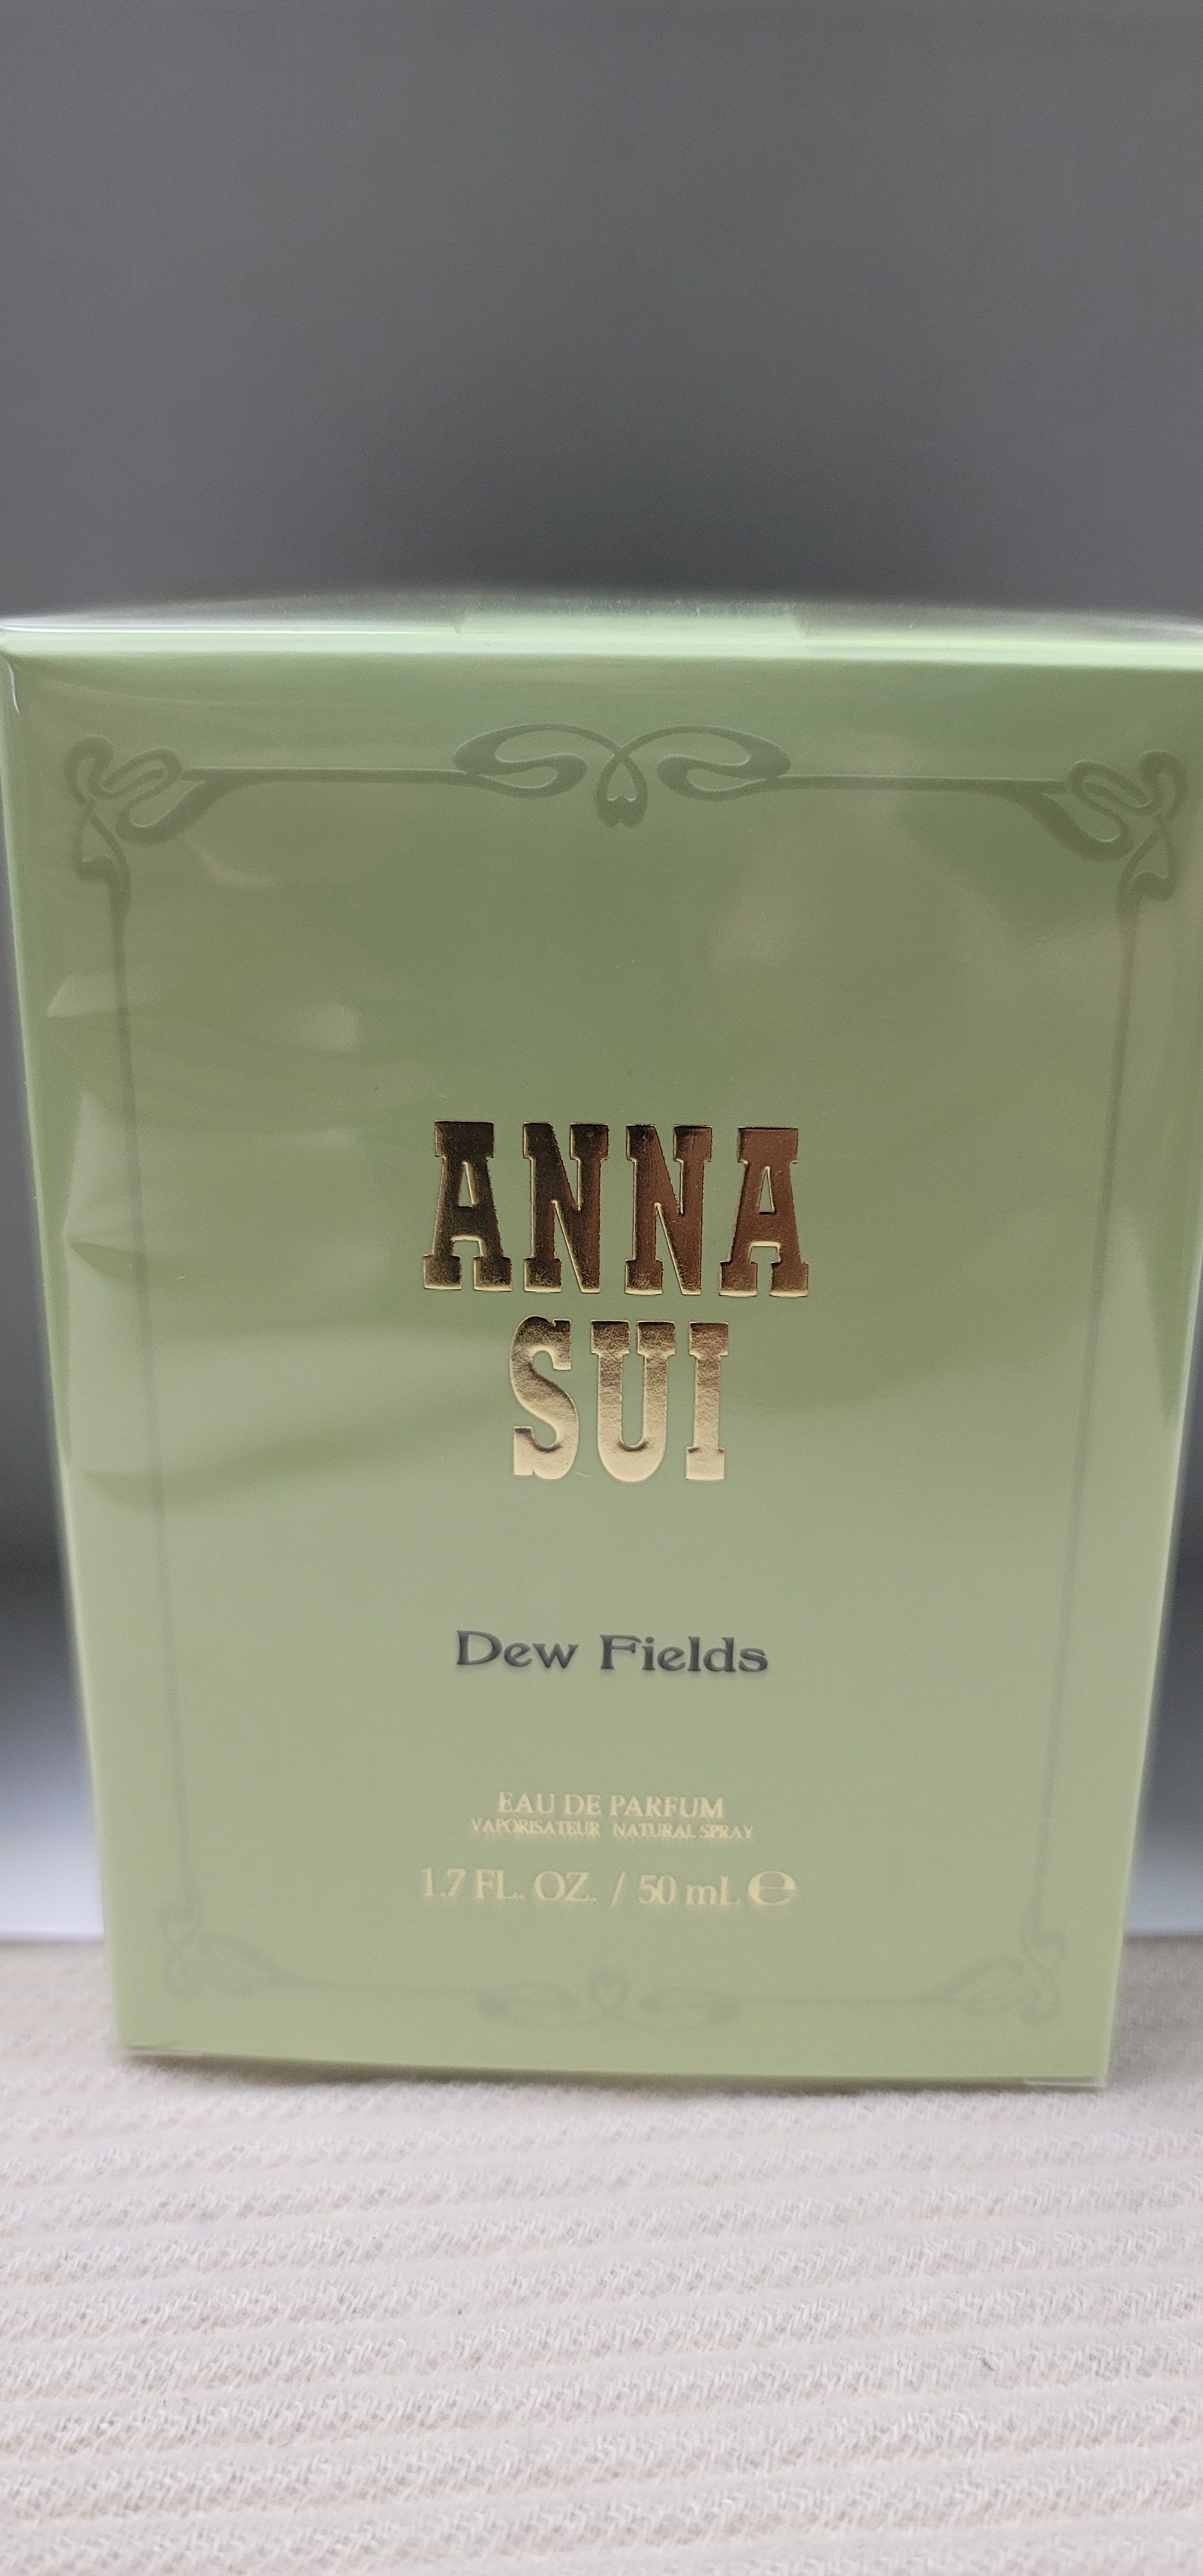 ANNA
SUI
Dew Fields
EAU DE PARFUM
VAPORISATEUR NATURAL SPRAY
1.7 FL. OZ. / 50 mL ℮